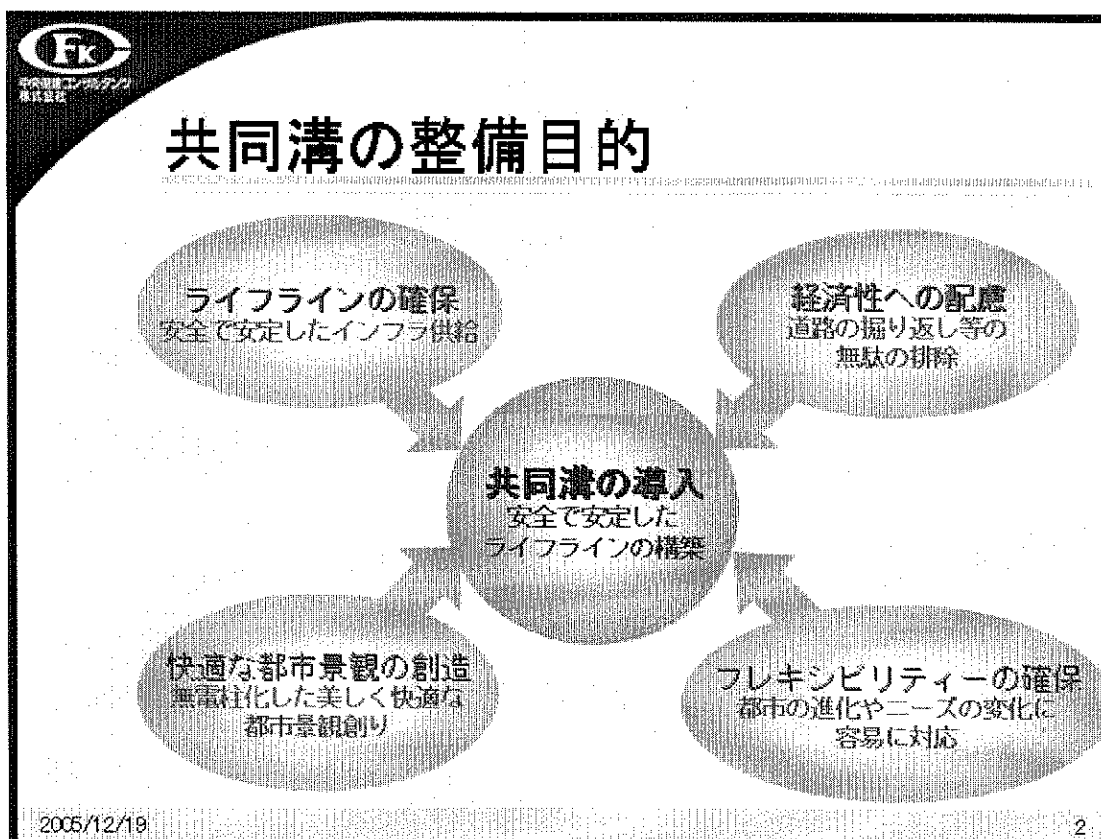 FK
株式会社
共同溝の整備目的
ライフラインの確保
安全で安定したインフラ供給
経済性への配慮
道路の掘り返し等の
無駄の排除
共同溝の導入
安全で安定した
ライフラインの構築
快適な都市景観の創造
無電柱化した美しく快適な
都市景観創り
フレキシビリティーの確保
都市の進化やニーズの変化に
容易に対応
2005/12/19
2